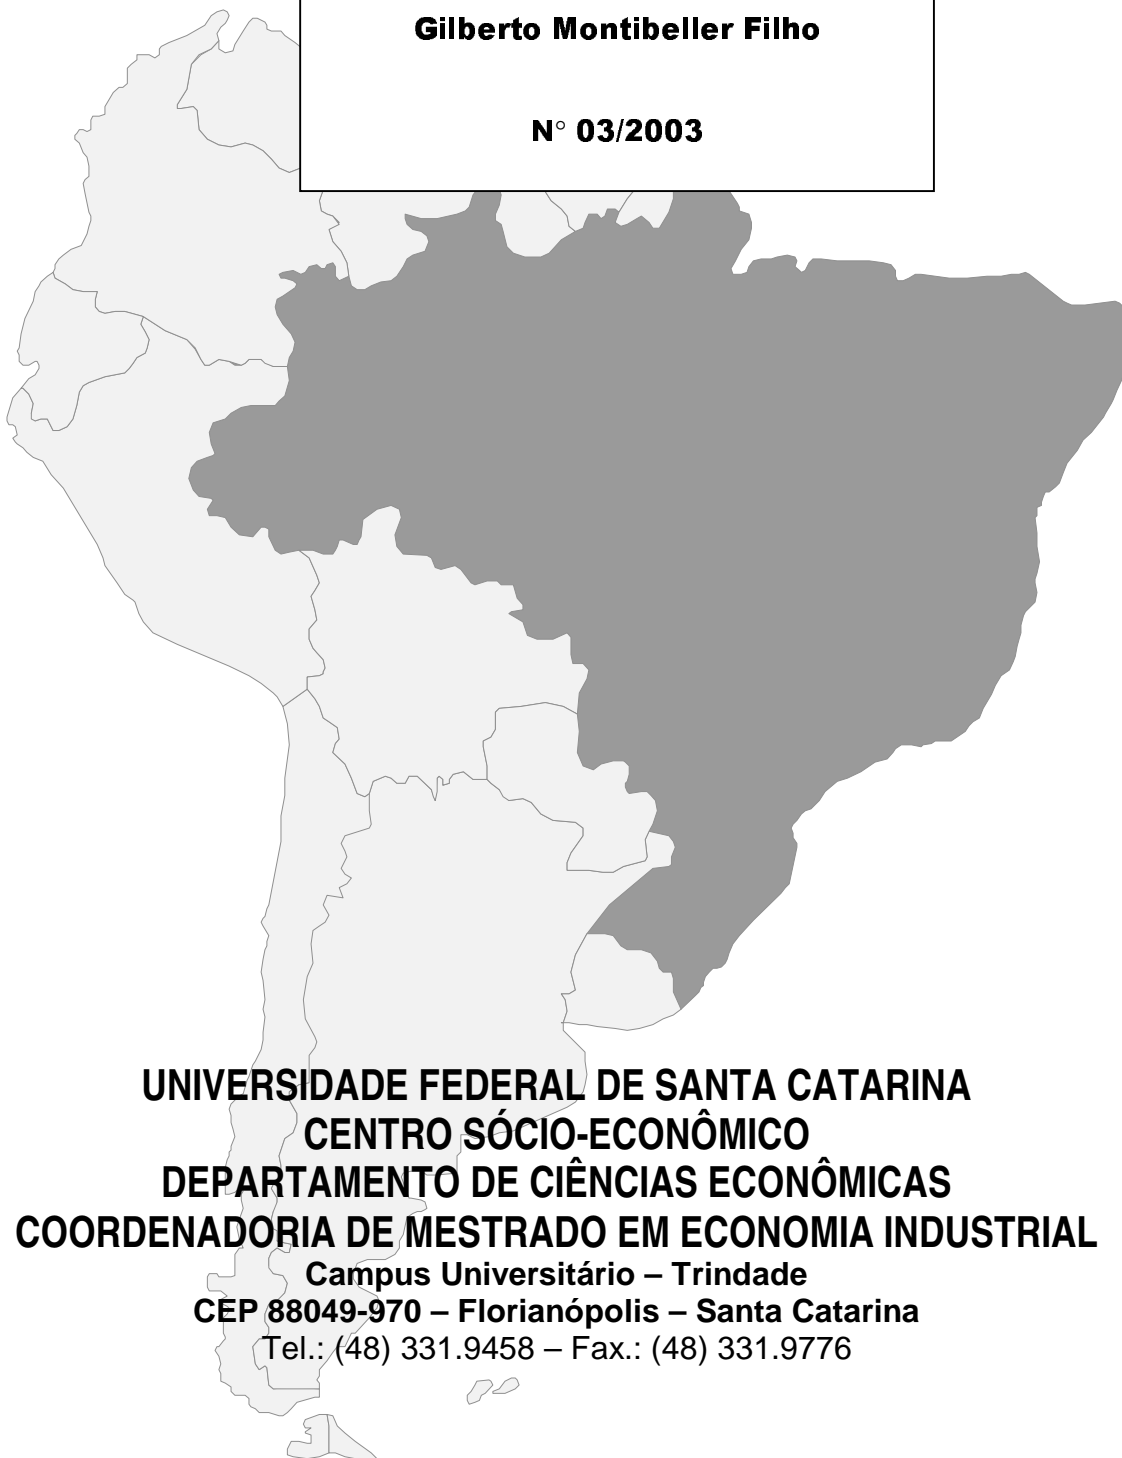 Gilberto Montibeller Filho
N° 03/2003
UNIVERSIDADE FEDERAL DE SANTA CATARINA
CENTRO SÓCIO-ECONÔMICO
DEPARTAMENTO DE CIÊNCIAS ECONÔMICAS
COORDENADORIA DE MESTRADO EM ECONOMIA INDUSTRIAL
Campus Universitário – Trindade
CEP 88049-970 – Florianópolis – Santa Catarina
Tel.: (48) 331.9458 – Fax.: (48) 331.9776